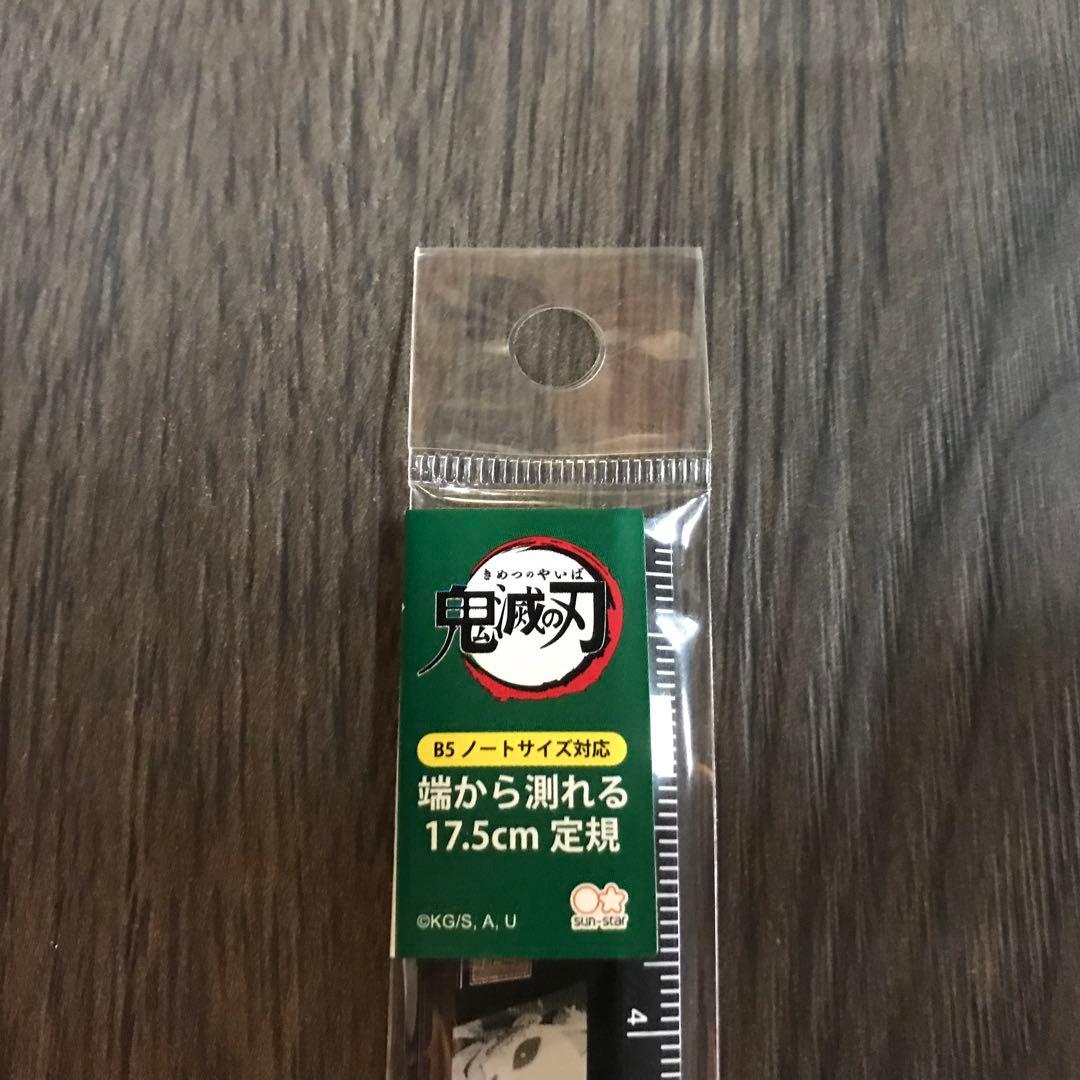 きめつのやいば
鬼滅の刃
B5 ノートサイズ対応
端から測れる
17.5cm 定規
sun-star
©KG/S, A, U
4